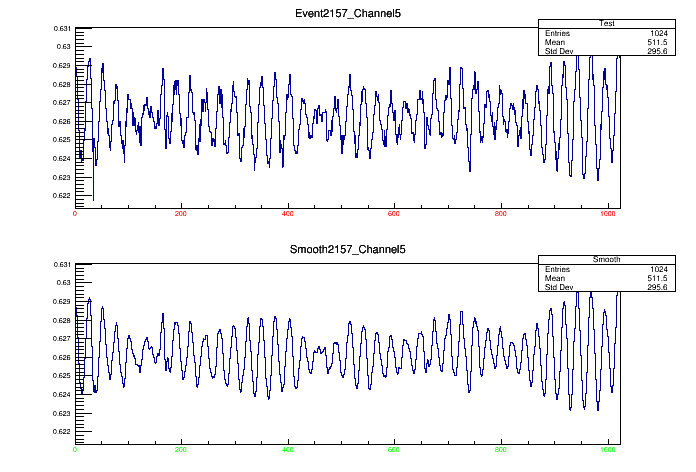 Event2157_Channel5
Test
Entries 1024
Mean 511.5
Std Dev 295.6
0.631
0.63
0.629
0.628
0.627
0.626
0.625
0.624
0.623
0.622
0 200 400 600 800 1000
Smooth2157_Channel5
Smooth
Entries 1024
Mean 511.5
Std Dev 295.6
0.631
0.63
0.629
0.628
0.627
0.626
0.625
0.624
0.623
0.622
0 200 400 600 800 1000